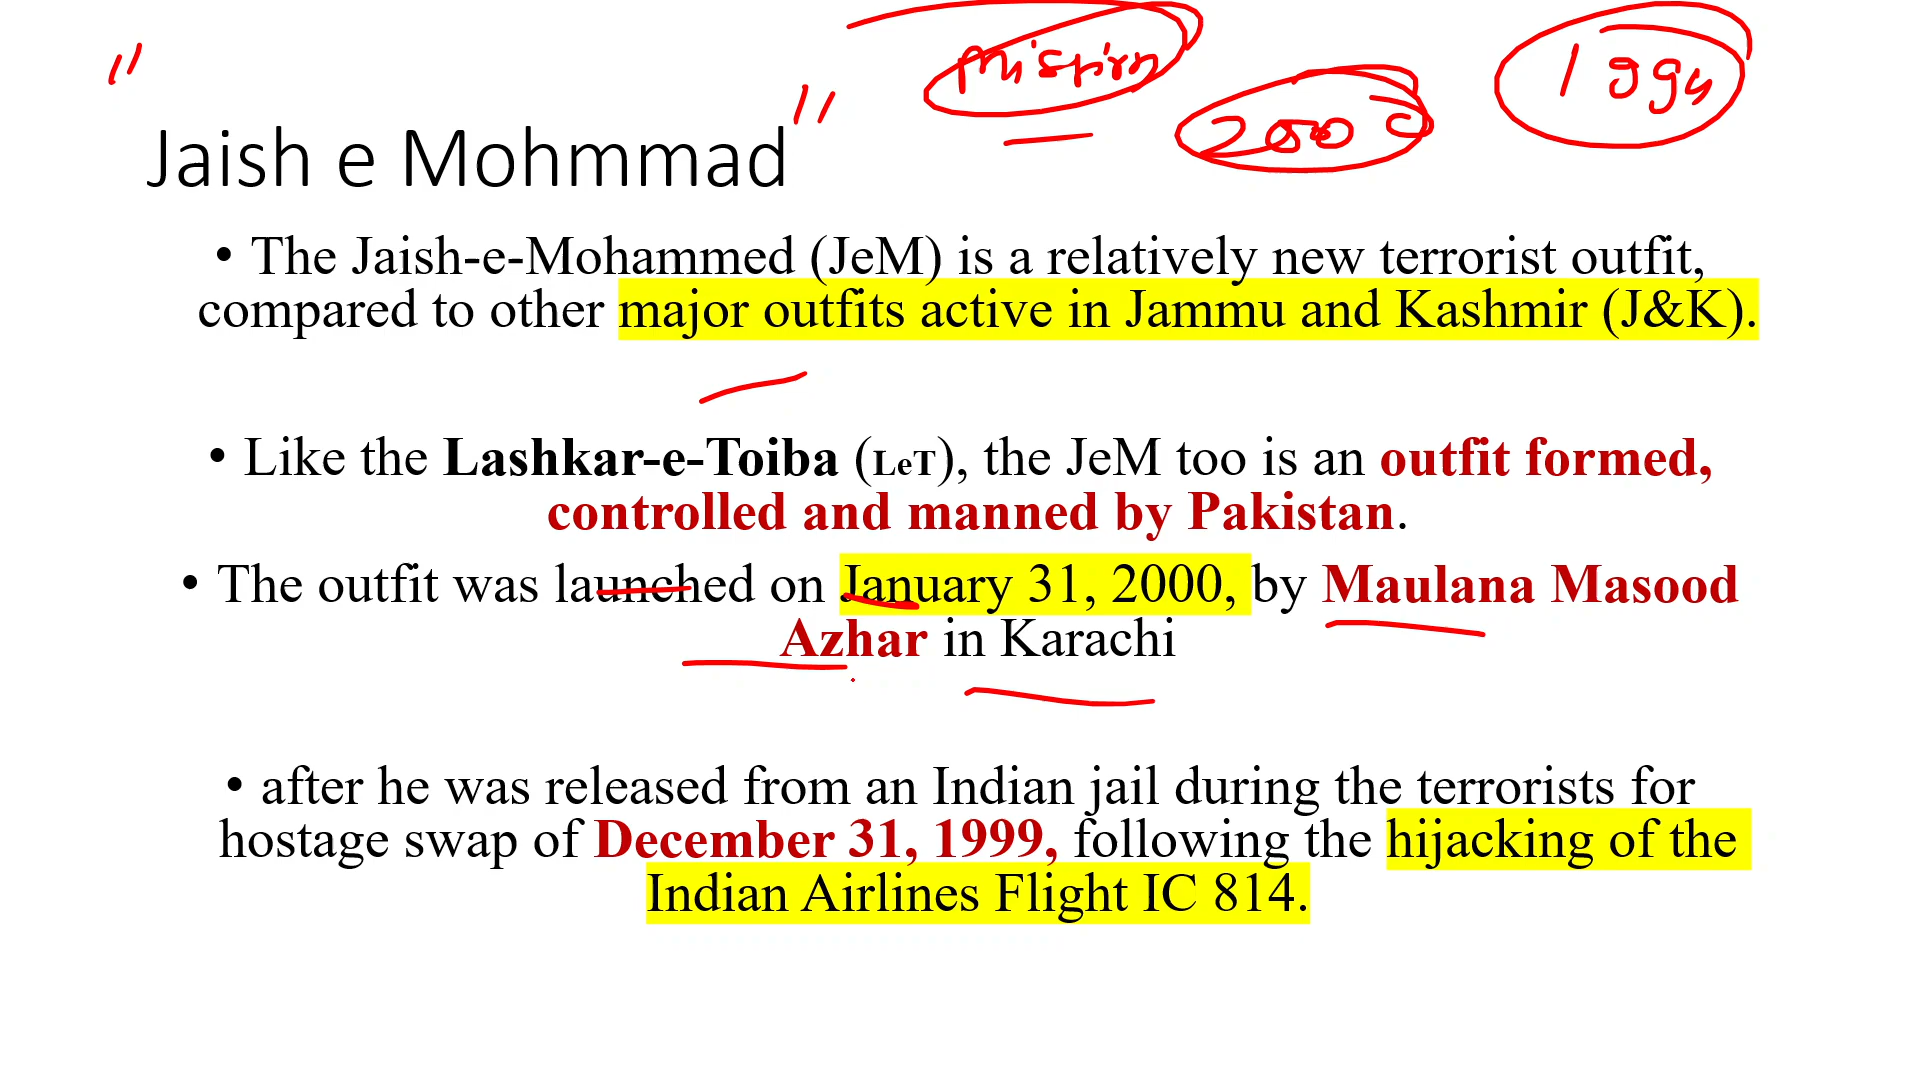 mission
2000
Jaish e Mohmmad
• The Jaish-e-Mohammed (JeM) is a relatively new terrorist outfit,
compared to other major outfits active in Jammu and Kashmir (J&K).
• Like the Lashkar-e-Toiba (LeT), the JeM too is an outfit formed,
controlled and manned by Pakistan.
• The outfit was launched on January 31, 2000, by Maulana Masood
Azhar in Karachi
• after he was released from an Indian jail during the terrorists for
hostage swap of December 31, 1999, following the hijacking of the
Indian Airlines Flight IC 814.